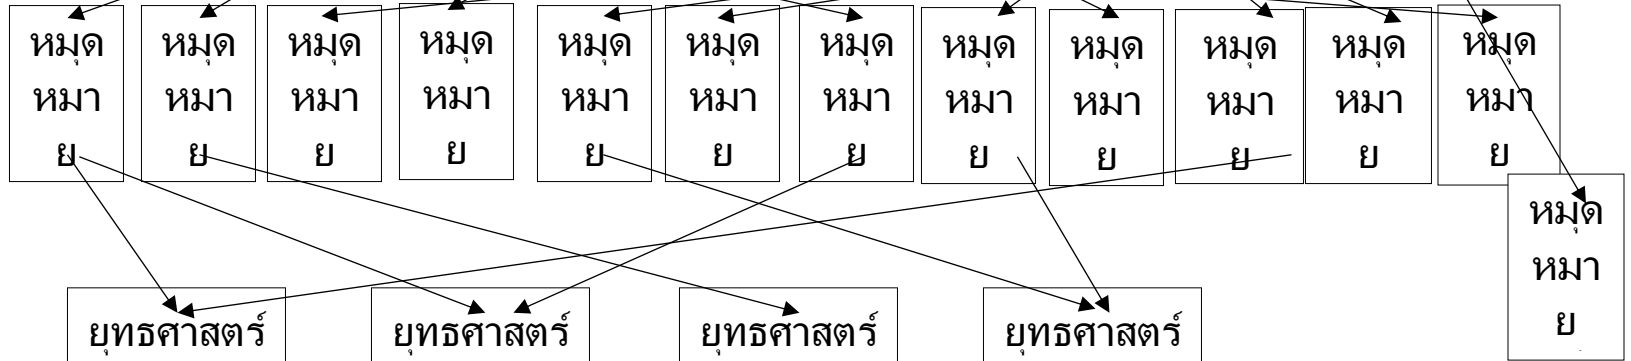 หมุด หมุด หมุด หมุด หมุด หมุด หมุด หมุด หมุด หมุด หมุด หมุด
หมา หมา หมา หมา หมา หมา หมา หมา หมา หมา หมา หมา
ย ย ย ย ย ย ย ย ย ย ย ย
หมุด
หมา
ย
ยุทธศาสตร์ ยุทธศาสตร์ ยุทธศาสตร์ ยุทธศาสตร์